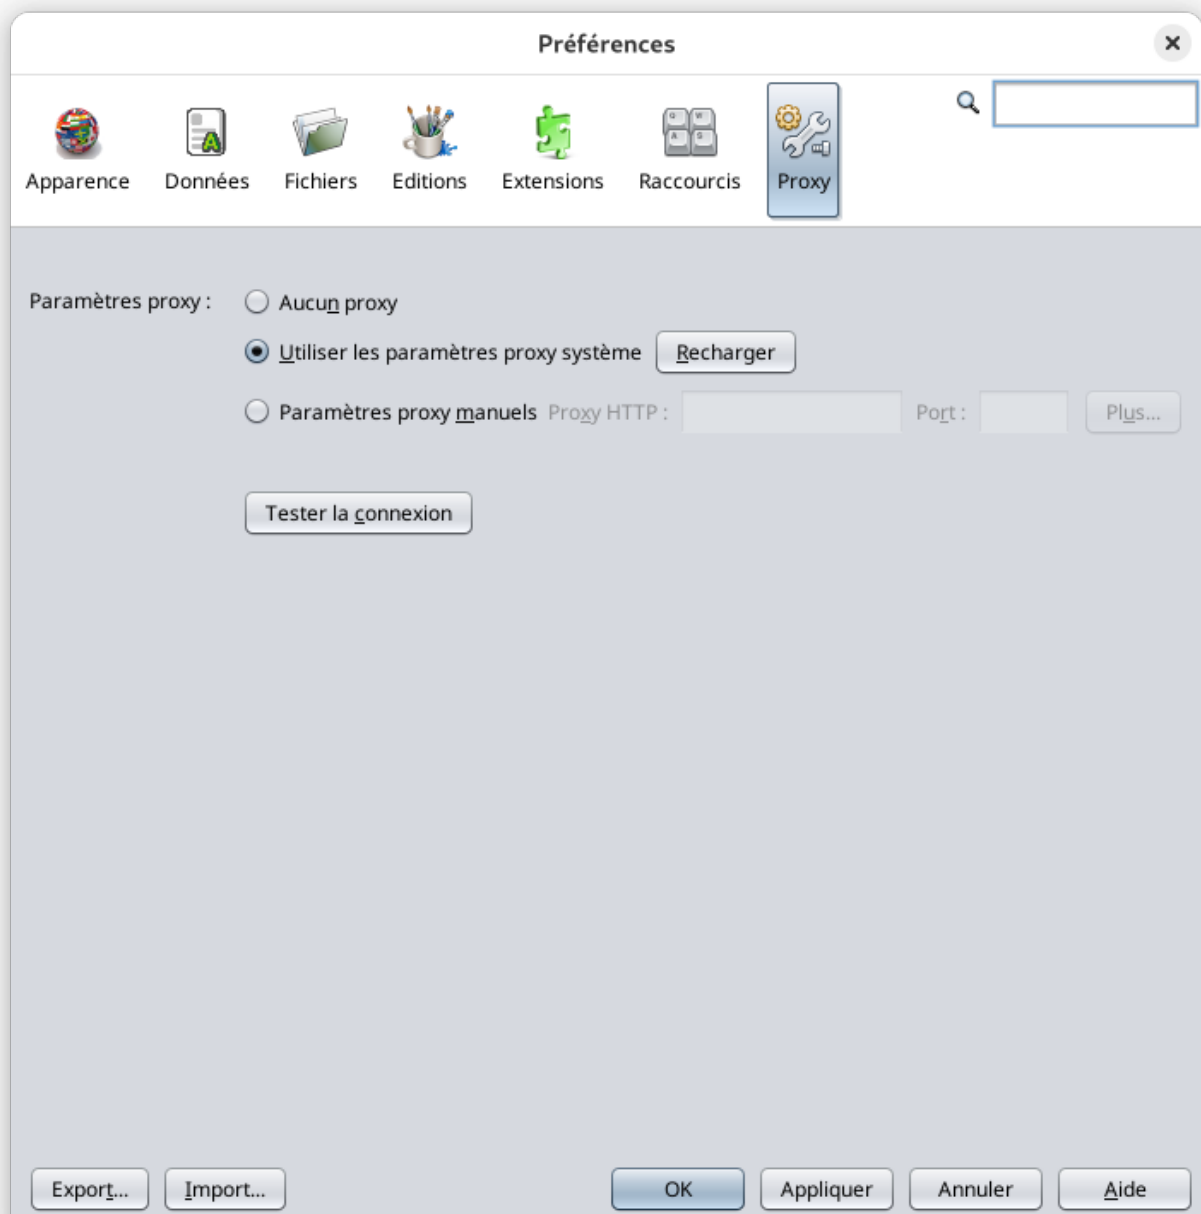 Préférences
Apparence Données Fichiers Editions Extensions Raccourcis Proxy
Paramètres proxy : Aucun proxy
Utiliser les paramètres proxy système Recharger
Paramètres proxy manuels Proxy HTTP : Port : Plus...
Tester la connexion
Export... Import... OK Appliquer Annuler Aide